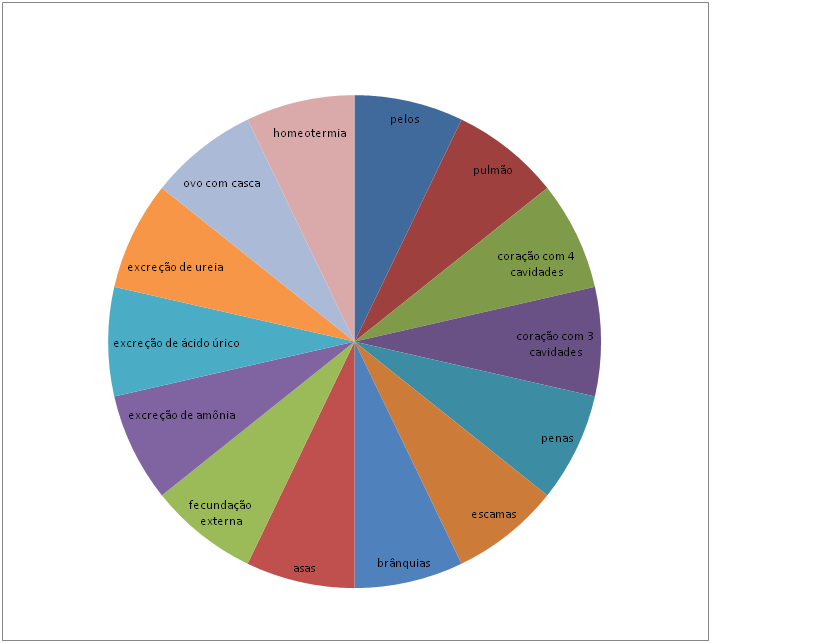 pelos
pulmão
coração com 4
cavidades
coração com 3
cavidades
penas
escamas
brânquias
asas
fecundação
externa
excreção de amônia
excreção de ácido úrico
excreção de ureia
ovo com casca
homeotermia